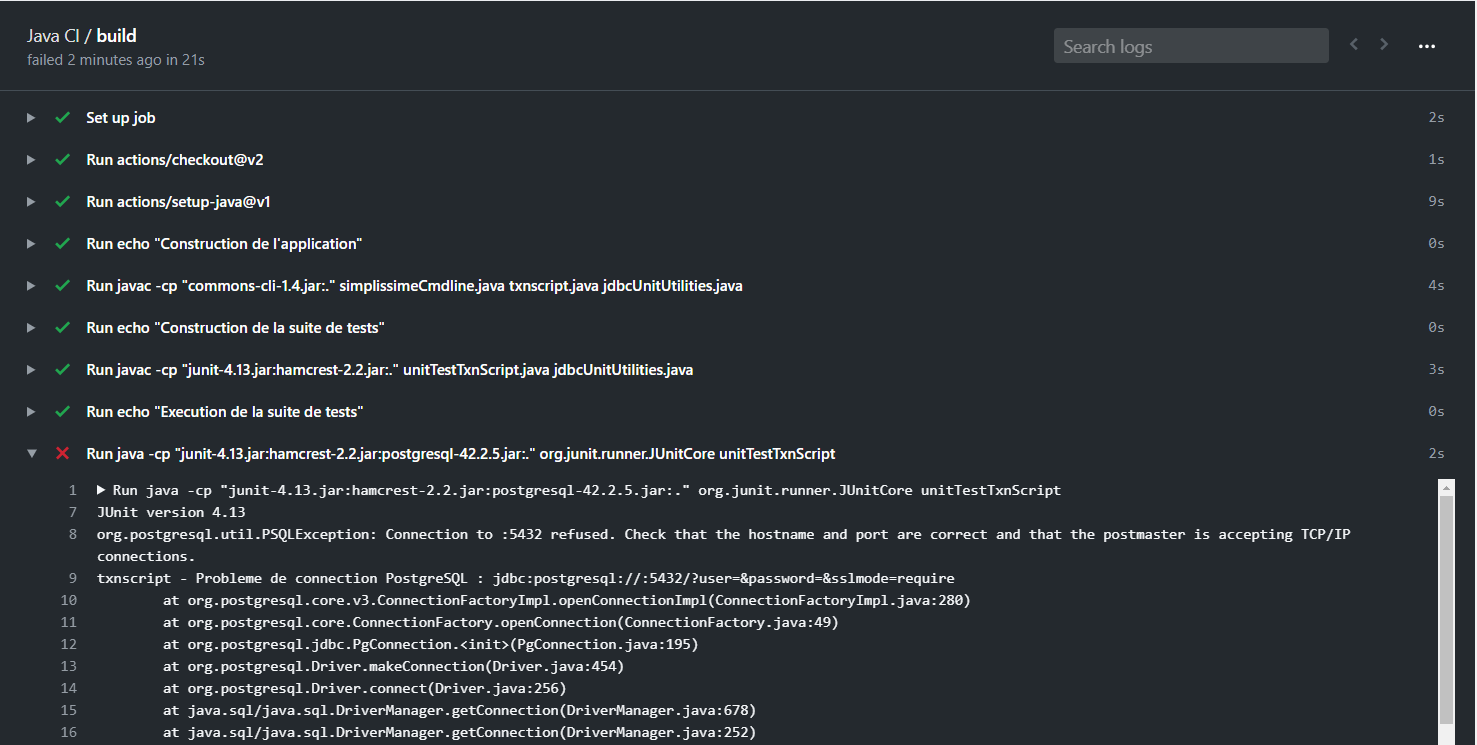 Java CI / build
failed 2 minutes ago in 21s
Search logs
Set up job 2s
Run actions/checkout@v2 1s
Run actions/setup-java@v1 9s
Run echo "Construction de l'application" 0s
Run javac -cp "commons-cli-1.4.jar:." simplissimeCmdline.java txnscript.java jdbcUnitUtilities.java 4s
Run echo "Construction de la suite de tests" 0s
Run javac -cp "junit-4.13.jar:hamcrest-2.2.jar:." unitTestTxnScript.java jdbcUnitUtilities.java 3s
Run echo "Execution de la suite de tests" 0s
Run java -cp "junit-4.13.jar:hamcrest-2.2.jar:postgresql-42.2.5.jar:." org.junit.runner.JUnitCore unitTestTxnScript 2s
1 Run java -cp "junit-4.13.jar:hamcrest-2.2.jar:postgresql-42.2.5.jar:." org.junit.runner.JUnitCore unitTestTxnScript
7 JUnit version 4.13
8 org.postgresql.util.PSQLException: Connection to :5432 refused. Check that the hostname and port are correct and that the postmaster is accepting TCP/IP
connections.
9 txnscript - Probleme de connection PostgreSQL : jdbc:postgresql://:5432/?user=&password=&sslmode=require
10 at org.postgresql.core.v3.ConnectionFactoryImpl.openConnectionImpl(ConnectionFactoryImpl.java:280)
11 at org.postgresql.core.ConnectionFactory.openConnection(ConnectionFactory.java:49)
12 at org.postgresql.jdbc.PgConnection.<init>(PgConnection.java:195)
13 at org.postgresql.Driver.makeConnection(Driver.java:454)
14 at org.postgresql.Driver.connect(Driver.java:256)
15 at java.sql/java.sql.DriverManager.getConnection(DriverManager.java:678)
16 at java.sql/java.sql.DriverManager.getConnection(DriverManager.java:252)